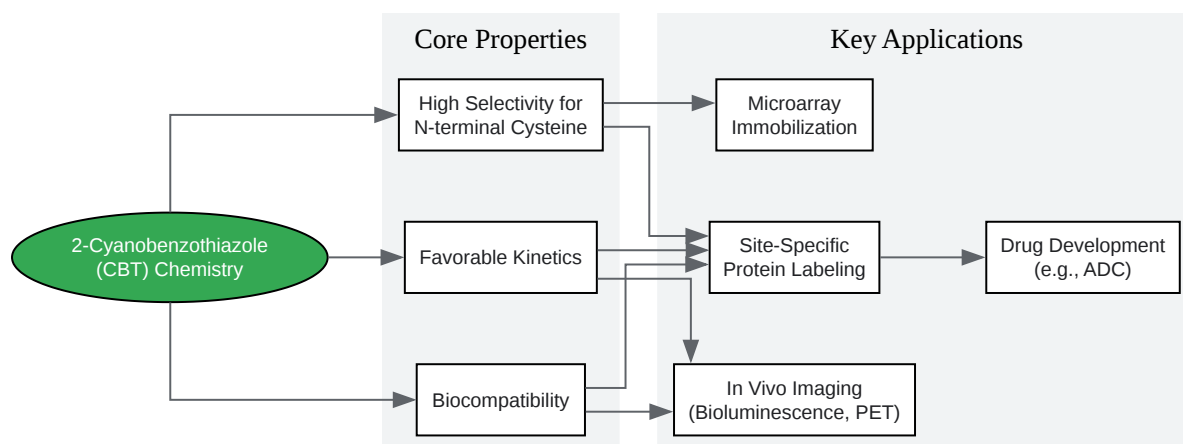 Core Properties
Key Applications
High Selectivity for
N-terminal Cysteine
Microarray
Immobilization
2-Cyanobenzothiazole
(CBT) Chemistry
Favorable Kinetics
Site-Specific
Protein Labeling
Drug Development
(e.g., ADC)
Biocompatibility
In Vivo Imaging
(Bioluminescence, PET)